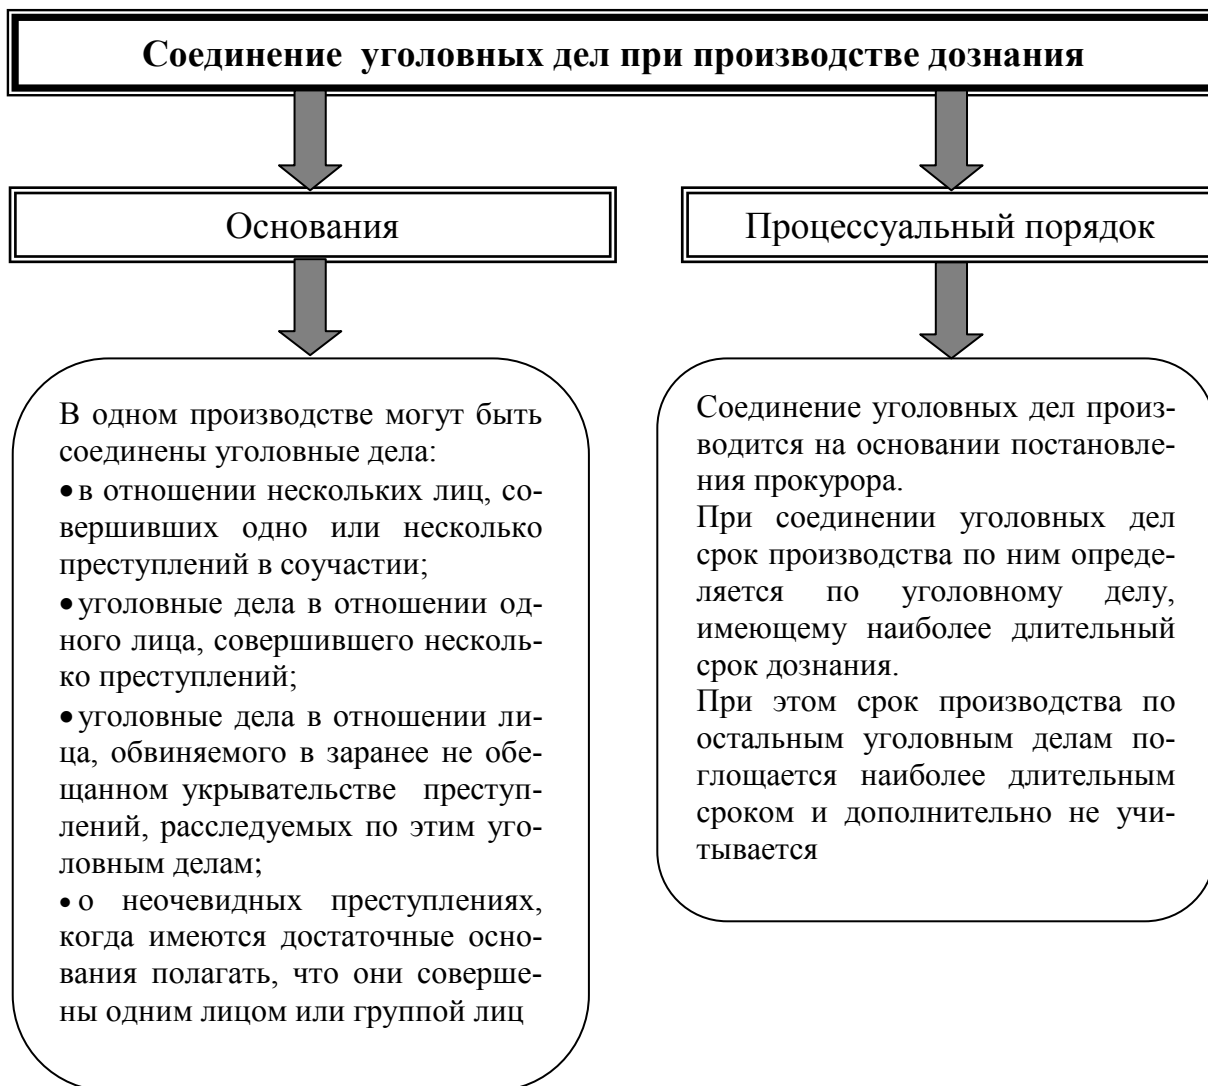 Соединение уголовных дел при производстве дознания
Основания
В одном производстве могут быть
соединены уголовные дела:
• в отношении нескольких лиц, со-
вершивших одно или несколько
преступлений в соучастии;
• уголовные дела в отношении од-
ного лица, совершившего несколь-
ко преступлений;
• уголовные дела в отношении ли-
ца, обвиняемого в заранее не обе-
щанном укрывательстве преступ-
лений, расследуемых по этим уго-
ловным делам;
• о неочевидных преступлениях,
когда имеются достаточные осно-
вания полагать, что они соверше-
ны одним лицом или группой лиц
Процессуальный порядок
Соединение уголовных дел произ-
водится на основании постановле-
ния прокурора.
При соединении уголовных дел
срок производства по ним опреде-
ляется по уголовному делу,
имеющему наиболее длительный
срок дознания.
При этом срок производства по
остальным уголовным делам по-
глощается наиболее длительным
сроком и дополнительно не учи-
тывается